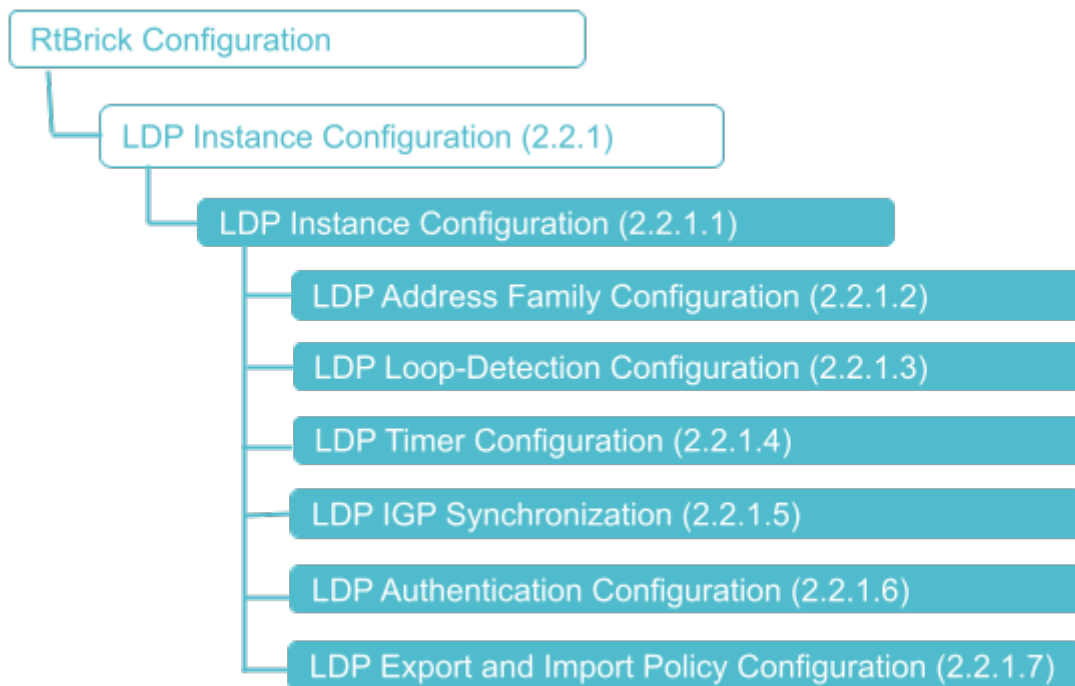 RtBrick Configuration
LDP Instance Configuration (2.2.1)
LDP Instance Configuration (2.2.1.1)
LDP Address Family Configuration (2.2.1.2)
LDP Loop-Detection Configuration (2.2.1.3)
LDP Timer Configuration (2.2.1.4)
LDP IGP Synchronization (2.2.1.5)
LDP Authentication Configuration (2.2.1.6)
LDP Export and Import Policy Configuration (2.2.1.7)